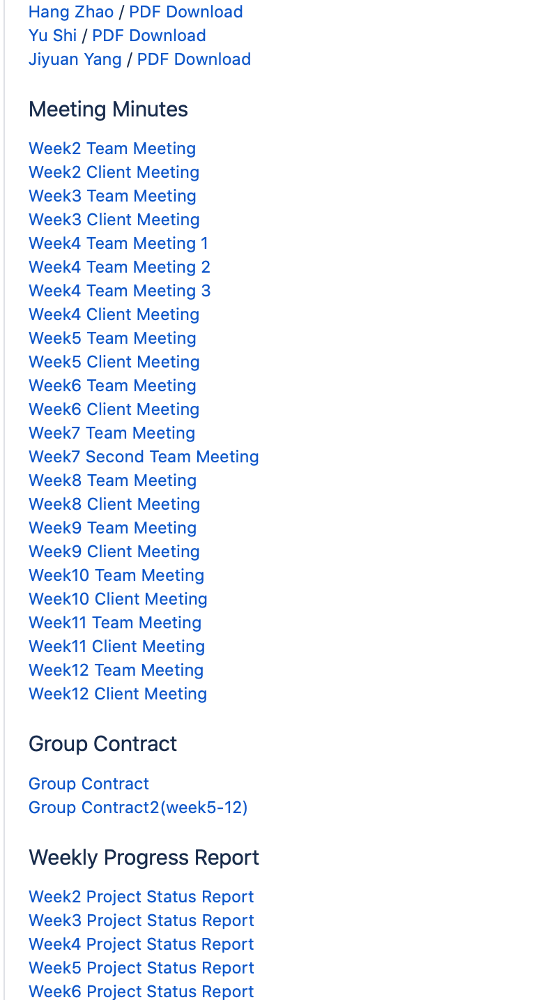 Hang Zhao / PDF Download
Yu Shi / PDF Download
Jiyuan Yang / PDF Download
Meeting Minutes
Week2 Team Meeting
Week2 Client Meeting
Week3 Team Meeting
Week3 Client Meeting
Week4 Team Meeting 1
Week4 Team Meeting 2
Week4 Team Meeting 3
Week4 Client Meeting
Week5 Team Meeting
Week5 Client Meeting
Week6 Team Meeting
Week6 Client Meeting
Week7 Team Meeting
Week7 Second Team Meeting
Week8 Team Meeting
Week8 Client Meeting
Week9 Team Meeting
Week9 Client Meeting
Week10 Team Meeting
Week10 Client Meeting
Week11 Team Meeting
Week11 Client Meeting
Week12 Team Meeting
Week12 Client Meeting
Group Contract
Group Contract
Group Contract2(week5-12)
Weekly Progress Report
Week2 Project Status Report
Week3 Project Status Report
Week4 Project Status Report
Week5 Project Status Report
Week6 Project Status Report